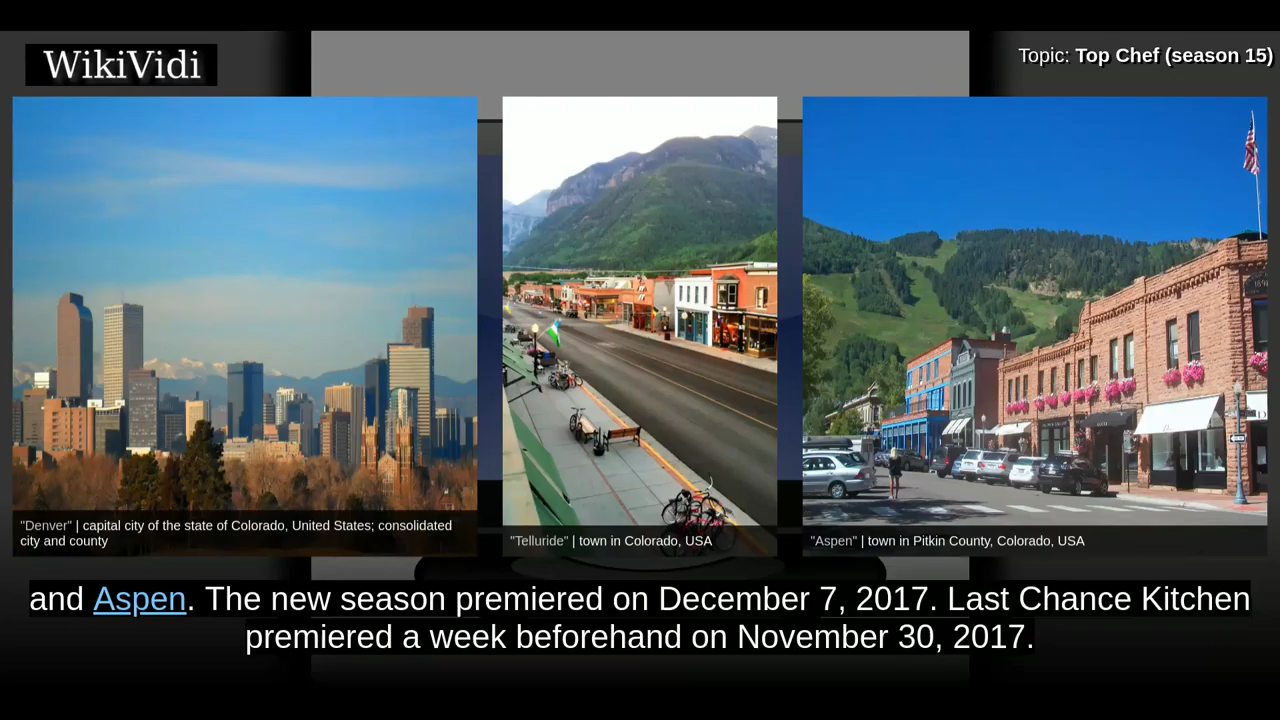 WikiVidi
Topic: Top Chef (season 15)
"Denver" | capital city of the state of Colorado, United States; consolidated
city and county
"Telluride" | town in Colorado, USA
"Aspen" | town in Pitkin County, Colorado, USA
and Aspen. The new season premiered on December 7, 2017. Last Chance Kitchen
premiered a week beforehand on November 30, 2017.